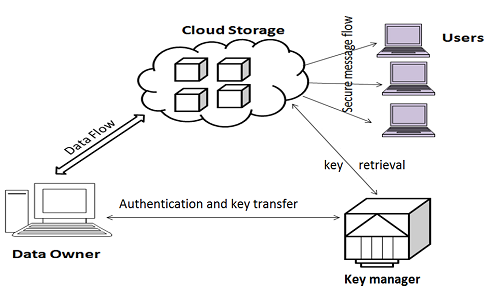 Cloud Storage
Users
Secure message flow
Data Flow
key retrieval
Authentication and key transfer
Data Owner
Key manager